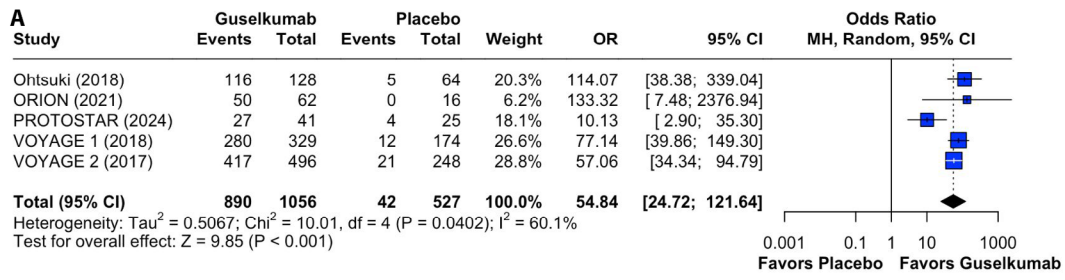 A
Guselkumab Placebo Odds Ratio
Study Events Total Events Total Weight OR 95% CI MH, Random, 95% CI
Ohtsuki (2018) 116 128 5 64 20.3% 114.07 [38.38; 339.04]
ORION (2021) 50 62 0 16 6.2% 133.32 [ 7.48; 2376.94]
PROTOSTAR (2024) 27 41 4 25 18.1% 10.13 [ 2.90; 35.30]
VOYAGE 1 (2018) 280 329 12 174 26.6% 77.14 [39.86; 149.30]
VOYAGE 2 (2017) 417 496 21 248 28.8% 57.06 [34.34; 94.79]
Total (95% CI) 890 1056 42 527 100.0% 54.84 [24.72; 121.64]
Heterogeneity: Tau² = 0.5067; Chi² = 10.01, df = 4 (P = 0.0402); I² = 60.1%
Test for overall effect: Z = 9.85 (P < 0.001)
0.001 0.1 1 10 1000
Favors Placebo Favors Guselkumab